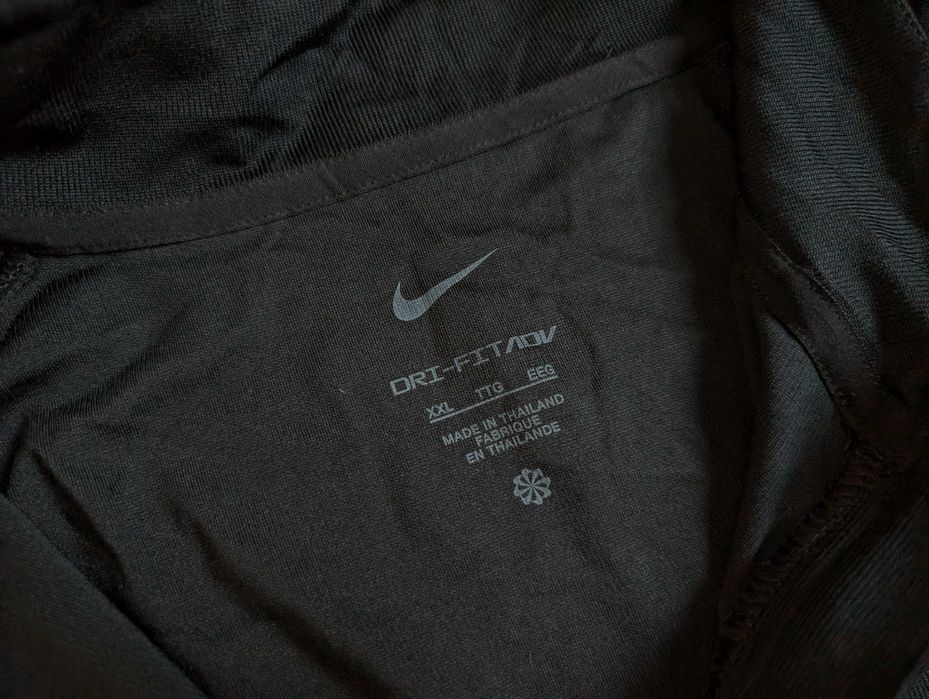 DRI-FIT ADV
XXL TTG EEG
MADE IN THAILAND
FABRIQUE
EN THAILANDE